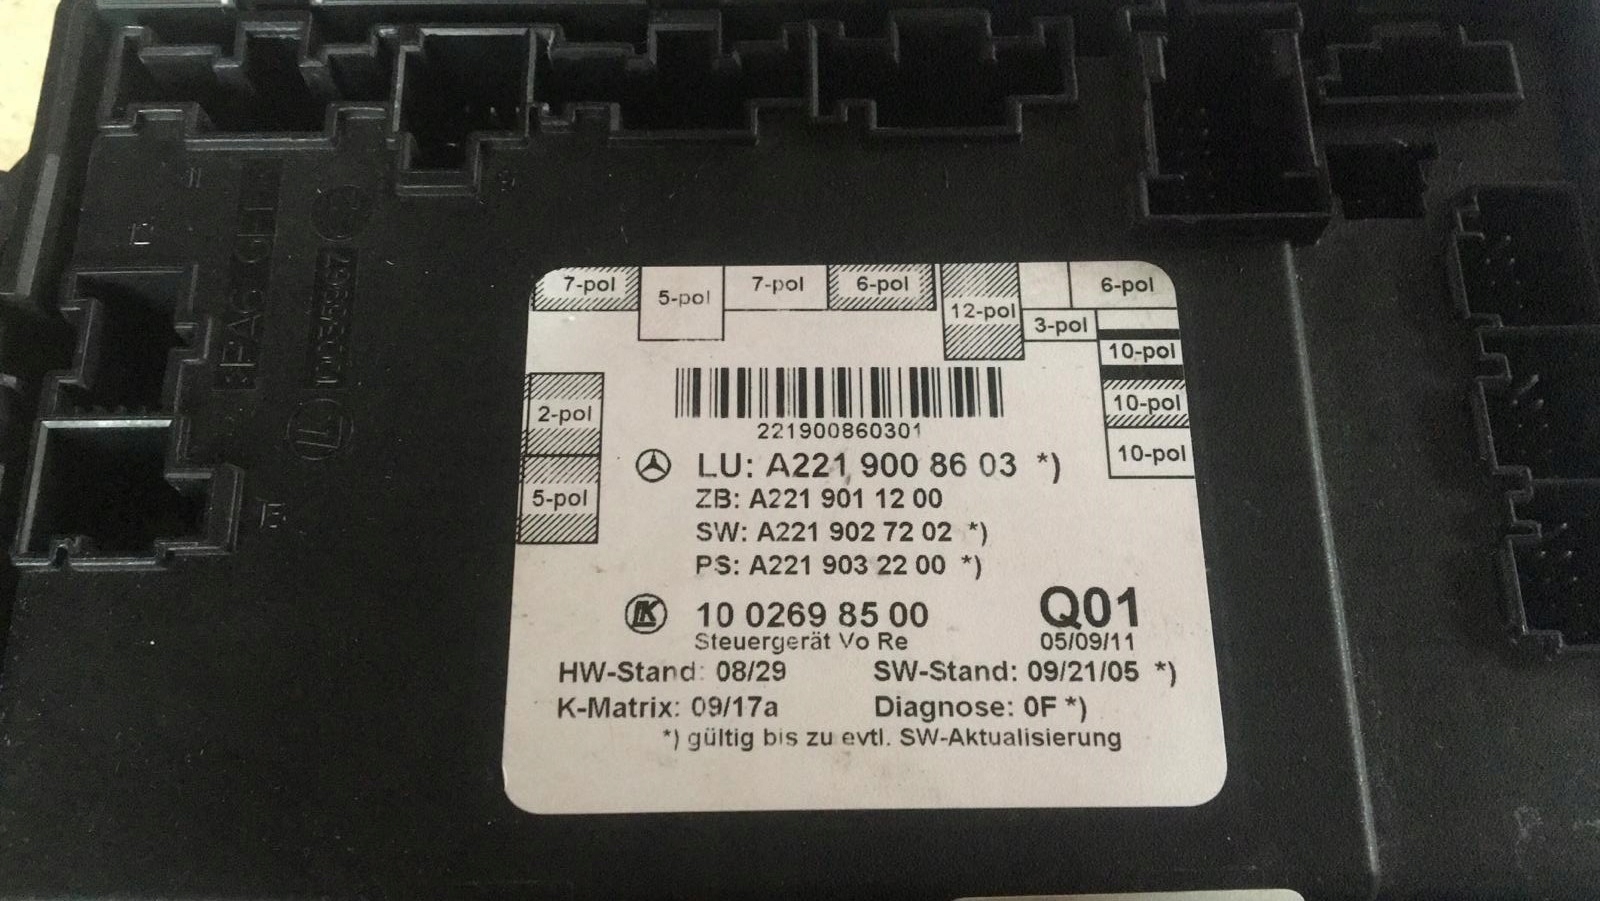 7-pol 5-pol 7-pol 6-pol 12-pol 3-pol 6-pol
10-pol
10-pol
10-pol
2-pol
5-pol
221900860301
LU: A221 900 86 03 *)
ZB: A221 901 12 00
SW: A221 902 72 02 *)
PS: A221 903 22 00 *)
LK 10 0269 85 00 Q01
Steuergerät Vo Re 05/09/11
HW-Stand: 08/29 SW-Stand: 09/21/05 *)
K-Matrix: 09/17a Diagnose: 0F *)
*) gültig bis zu evtl. SW-Aktualisierung